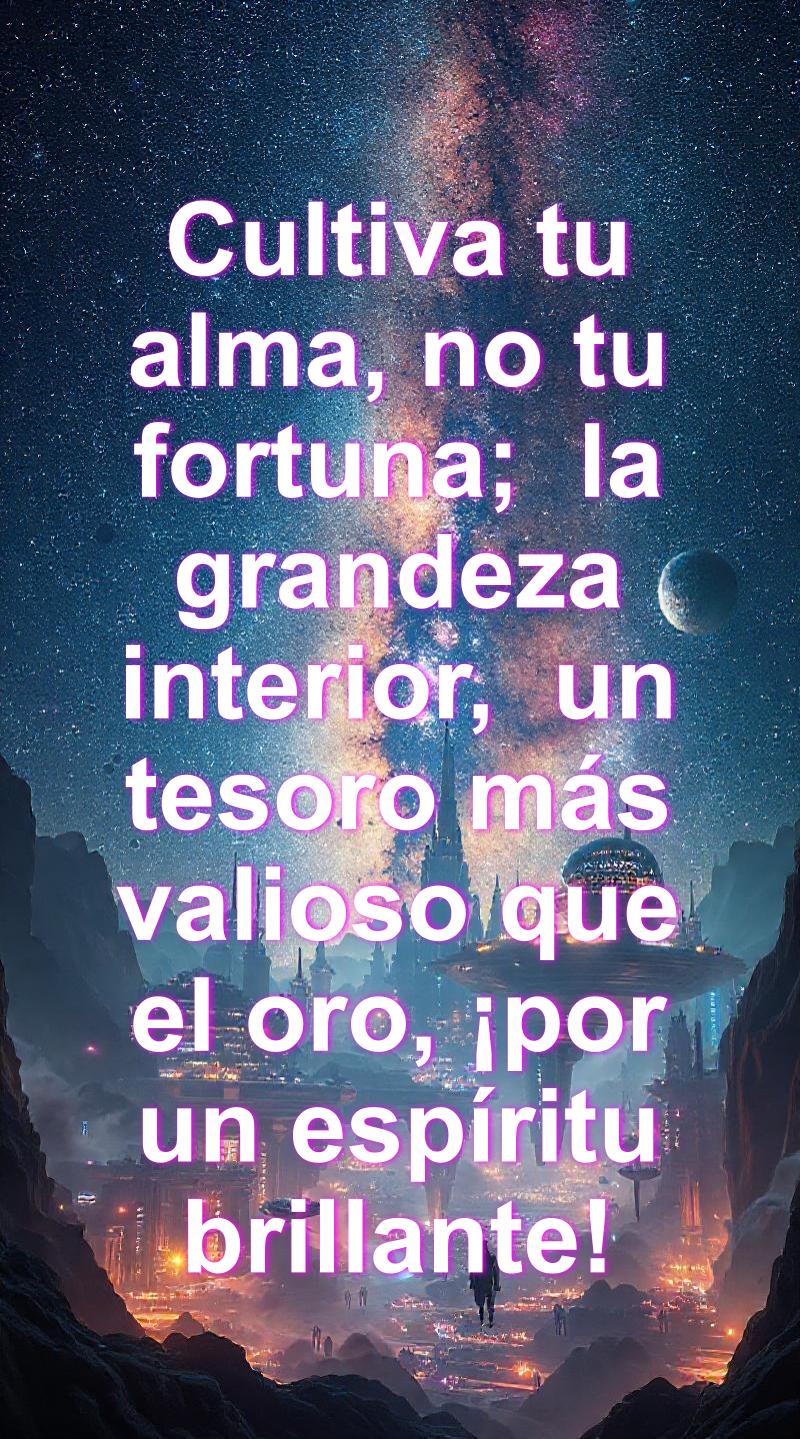 Cultiva tu
alma, no tu
fortuna; la
grandeza
interior, un
tesoro más
valioso que
el oro, ¡por
un espíritu
brillante!